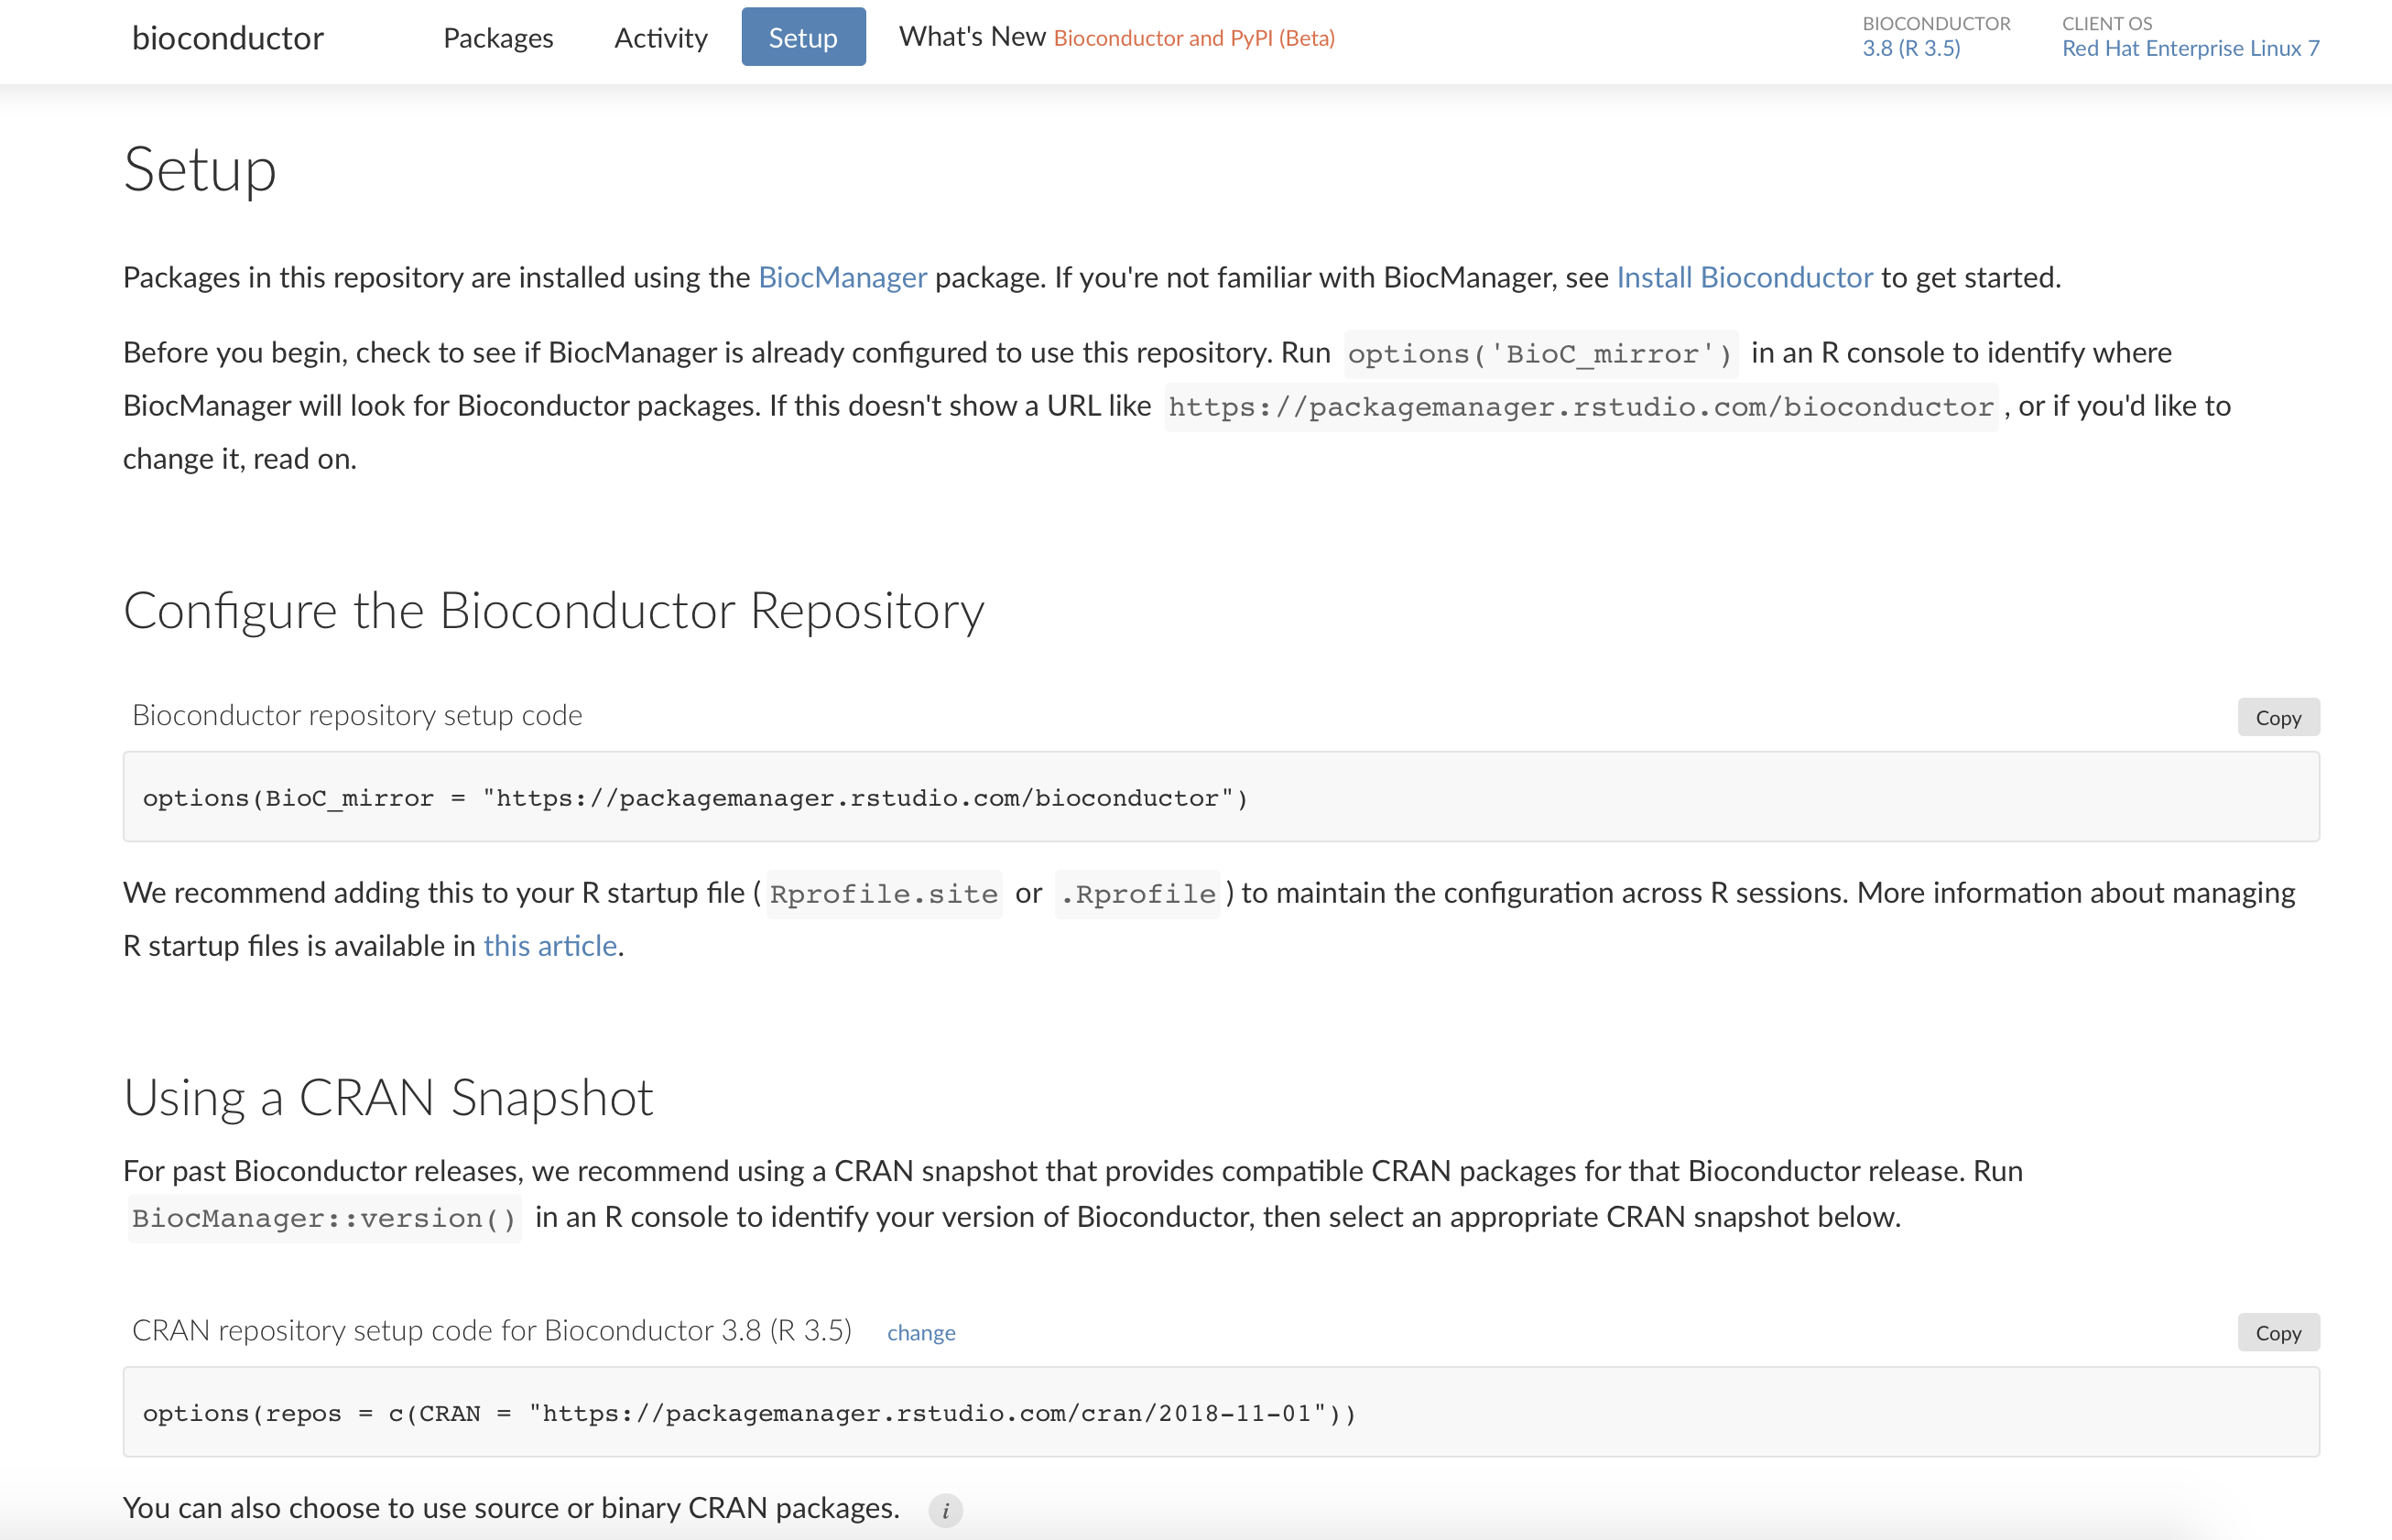 bioconductor Packages Activity Setup What's New Bioconductor and PyPI (Beta) BIOCONDUCTOR CLIENT OS
3.8 (R 3.5) Red Hat Enterprise Linux 7
Setup
Packages in this repository are installed using the BiocManager package. If you're not familiar with BiocManager, see Install Bioconductor to get started.
Before you begin, check to see if BiocManager is already configured to use this repository. Run options('BioC_mirror') in an R console to identify where
BiocManager will look for Bioconductor packages. If this doesn't show a URL like https://packagemanager.rstudio.com/bioconductor , or if you'd like to
change it, read on.
Configure the Bioconductor Repository
Bioconductor repository setup code Copy
options(BioC_mirror = "https://packagemanager.rstudio.com/bioconductor")
We recommend adding this to your R startup file ( Rprofile.site or .Rprofile ) to maintain the configuration across R sessions. More information about managing
R startup files is available in this article.
Using a CRAN Snapshot
For past Bioconductor releases, we recommend using a CRAN snapshot that provides compatible CRAN packages for that Bioconductor release. Run
BiocManager::version() in an R console to identify your version of Bioconductor, then select an appropriate CRAN snapshot below.
CRAN repository setup code for Bioconductor 3.8 (R 3.5) change Copy
options(repos = c(CRAN = "https://packagemanager.rstudio.com/cran/2018-11-01"))
You can also choose to use source or binary CRAN packages. i